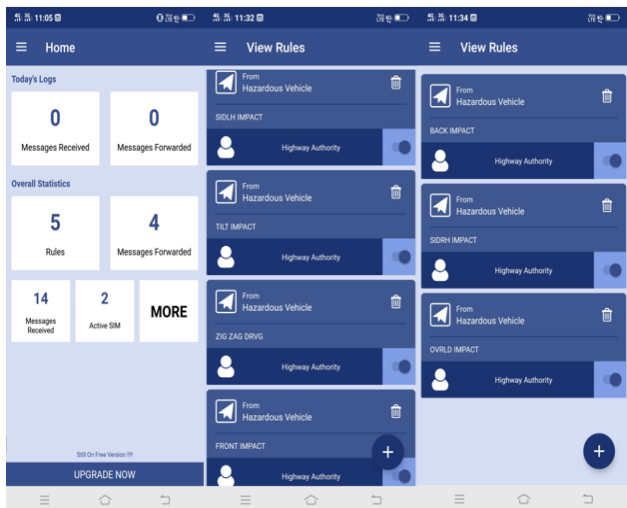 11:05
Home
Today's Logs
0
0
Messages Received
Messages Forwarded
Overall Statistics
5
4
Rules
Messages Forwarded
14
2
MORE
Messages
Received
Active SIM
Still On Free Version !!!!
UPGRADE NOW
11:32
View Rules
From
Hazardous Vehicle
SIDLH IMPACT
Highway Authority
From
Hazardous Vehicle
TILT IMPACT
Highway Authority
From
Hazardous Vehicle
ZIG ZAG DRVG
Highway Authority
From
Hazardous Vehicle
FRONT IMPACT
+
Highway Authority
11:34
View Rules
From
Hazardous Vehicle
BACK IMPACT
Highway Authority
From
Hazardous Vehicle
SIDRH IMPACT
Highway Authority
From
Hazardous Vehicle
OVRLD IMPACT
Highway Authority
+